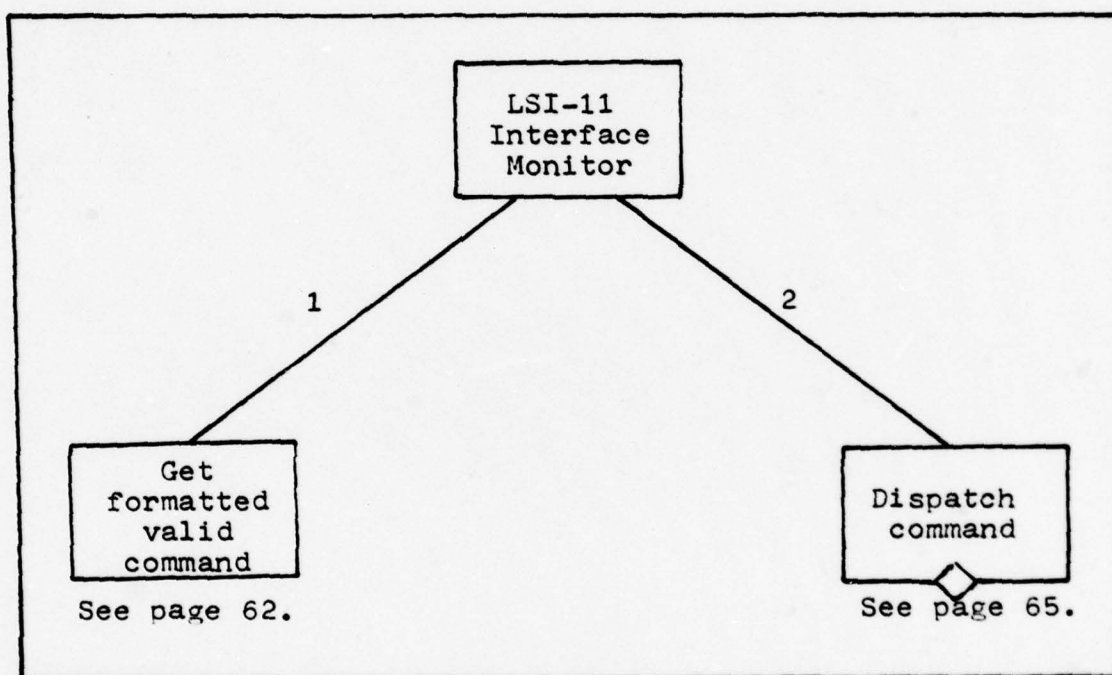 LSI-11
Interface
Monitor
1
2
Get
formatted
valid
command
See page 62.
Dispatch
command
See page 65.